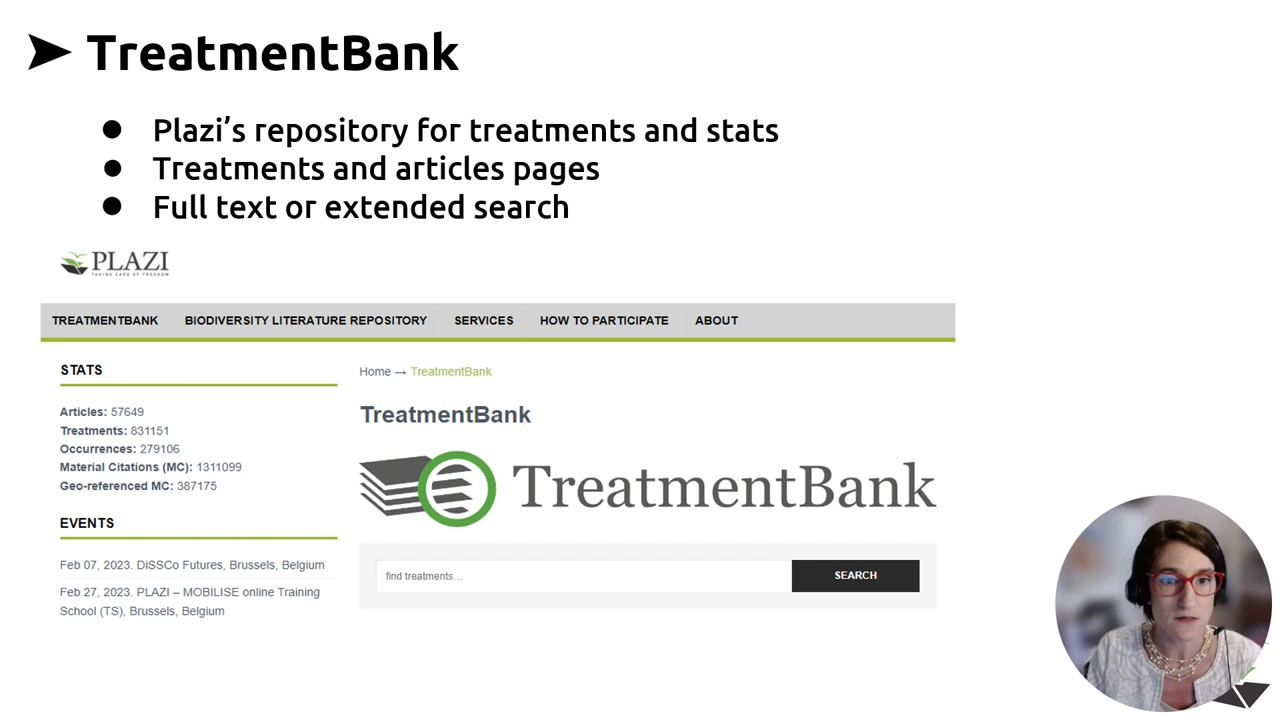 ➤ TreatmentBank
● Plazi’s repository for treatments and stats
● Treatments and articles pages
● Full text or extended search
PLAZI
TAKING CARE OF FREEDOM
TREATMENTBANK BIODIVERSITY LITERATURE REPOSITORY SERVICES HOW TO PARTICIPATE ABOUT
STATS
Articles: 57649
Treatments: 831151
Occurrences: 279106
Material Citations (MC): 1311099
Geo-referenced MC: 387175
EVENTS
Feb 07, 2023. DiSSCo Futures, Brussels, Belgium
Feb 27, 2023. PLAZI – MOBILISE online Training
School (TS), Brussels, Belgium
Home → TreatmentBank
TreatmentBank
TreatmentBank
find treatments...
SEARCH